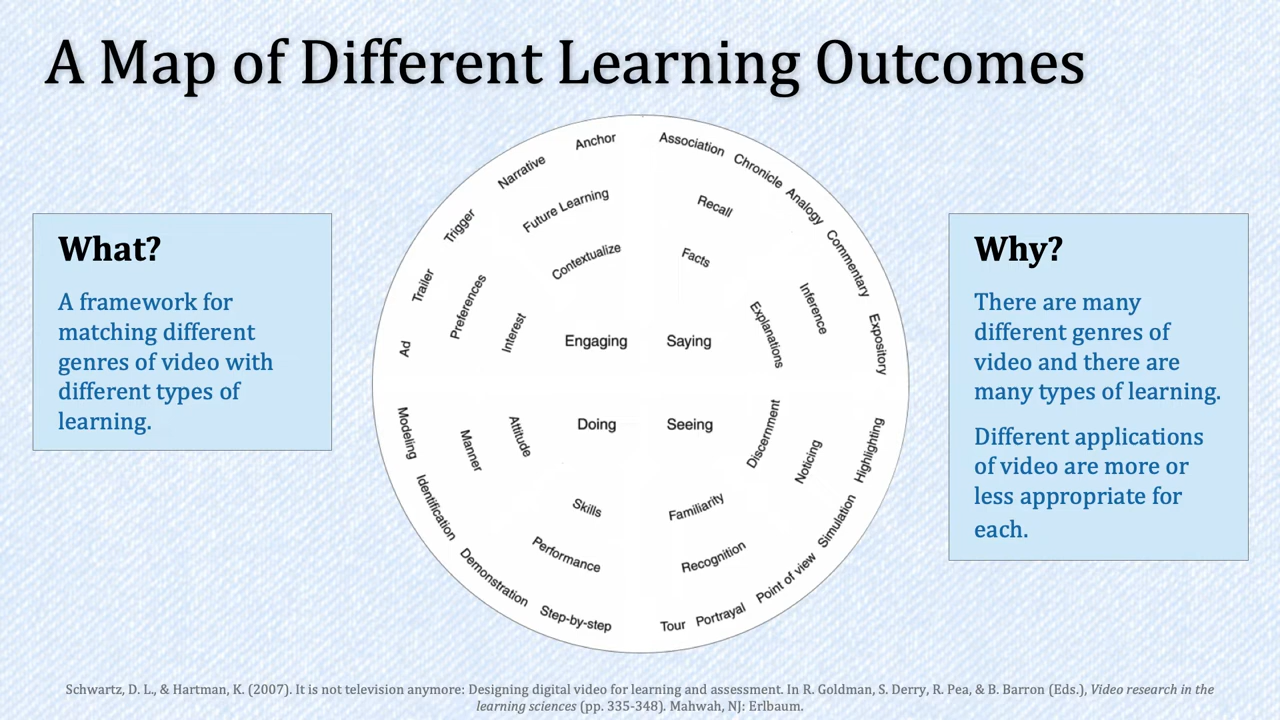 A Map of Different Learning Outcomes
What?
A framework for
matching different
genres of video with
different types of
learning.
Anchor
Narrative
Trigger
Trailer
Ad
Future Learning
Preferences
Contextualize
Interest
Engaging
Association
Chronicle
Analogy
Commentary
Expository
Recall
Inference
Facts
Explanations
Saying
Doing
Attitude
Skills
Manner
Performance
Modeling
Identification
Demonstration
Step-by-step
Seeing
Discernment
Familiarity
Noticing
Recognition
Highlighting
Simulation
Point of view
Portrayal
Tour
Why?
There are many
different genres of
video and there are
many types of learning.
Different applications
of video are more or
less appropriate for
each.
Schwartz, D. L., & Hartman, K. (2007). It is not television anymore: Designing digital video for learning and assessment. In R. Goldman, S. Derry, R. Pea, & B. Barron (Eds.), Video research in the
learning sciences (pp. 335-348). Mahwah, NJ: Erlbaum.